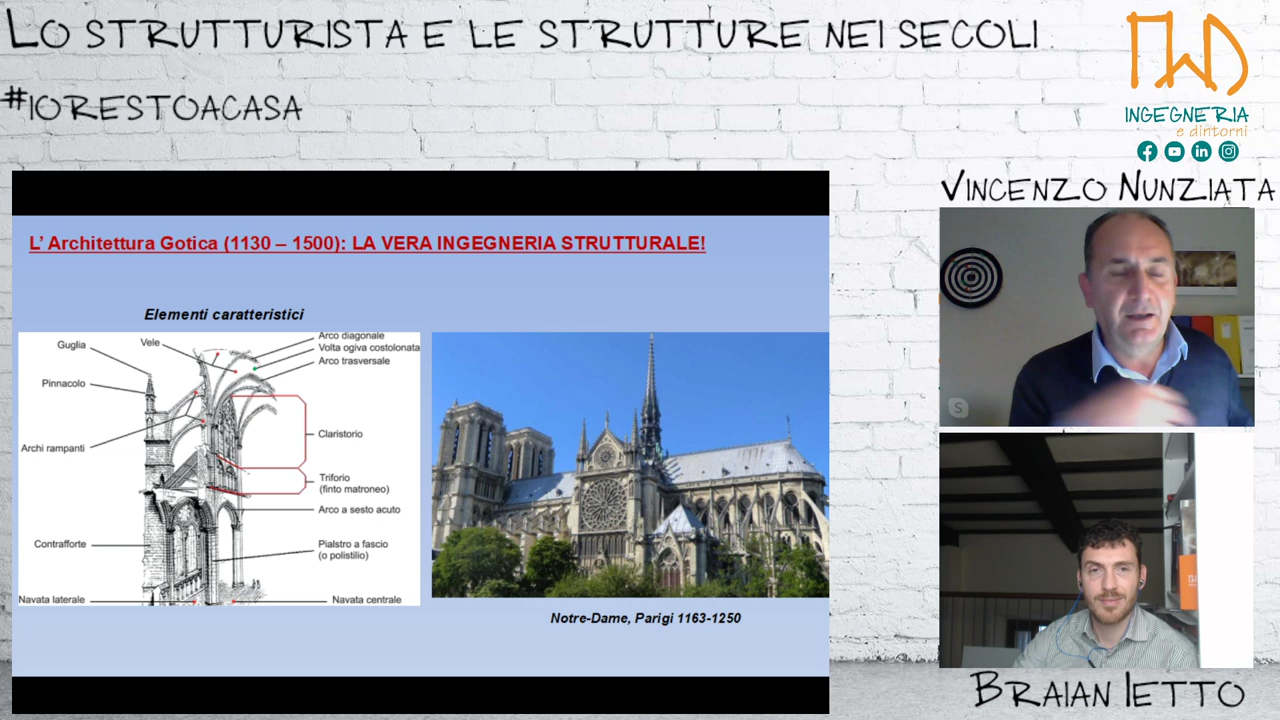 LO STRUTTURISTA E LE STRUTTURE NEI SECOLI
#IORESTOACASA
INGEGNERIA
e dintorni
VINCENZO NUNZIATA
L' Architettura Gotica (1130 – 1500): LA VERA INGEGNERIA STRUTTURALE!
Elementi caratteristici
Guglia
Vele
Arco diagonale
Volta ogiva costolonata
Arco trasversale
Pinnacolo
Archi rampanti
Claristorio
Triforio
(finto matroneo)
Arco a sesto acuto
Contrafforte
Pialstro a fascio
(o polistilio)
Navata laterale
Navata centrale
Notre-Dame, Parigi 1163-1250
S
BRAIAN IETTO